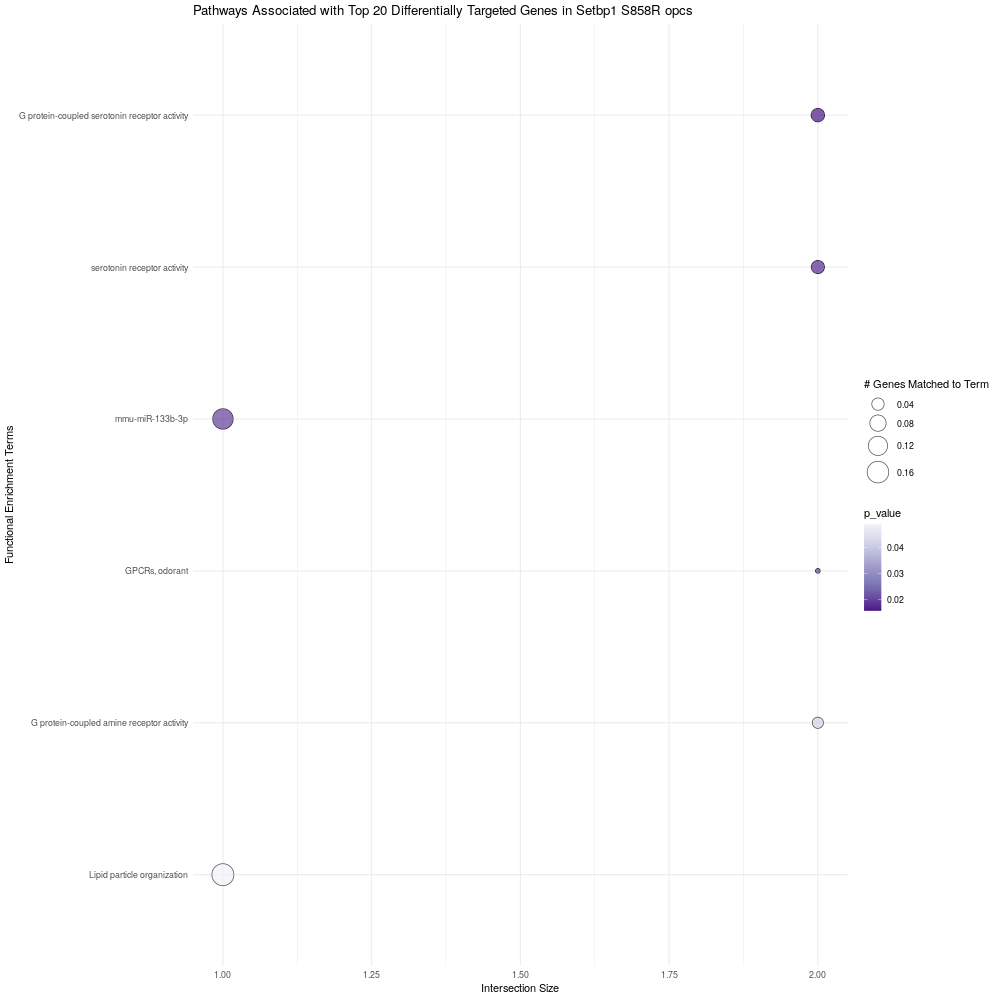 Pathways Associated with Top 20 Differentially Targeted Genes in Setbp1 S858R opcs
G protein-coupled serotonin receptor activity
serotonin receptor activity
mmu-miR-133b-3p
GPCRs, odorant
G protein-coupled amine receptor activity
Lipid particle organization
Functional Enrichment Terms
1.00
1.25
1.50
1.75
2.00
Intersection Size
# Genes Matched to Term
0.04
0.08
0.12
0.16
p_value
0.04
0.03
0.02